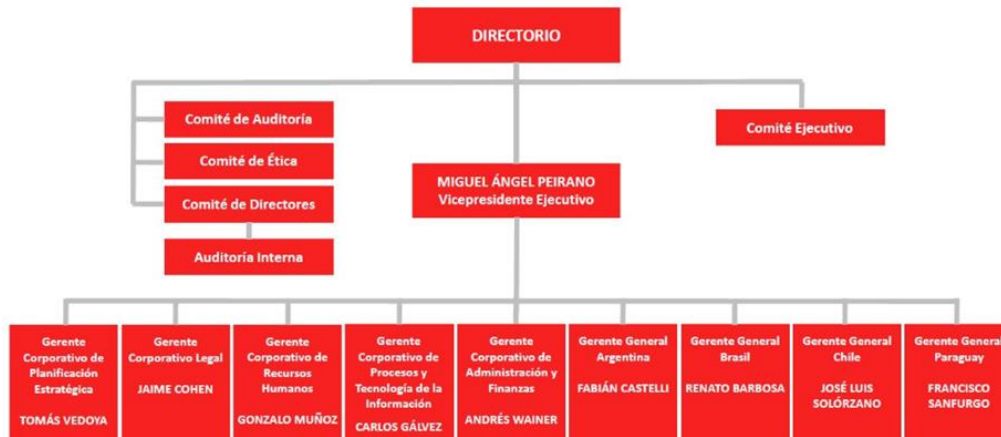 DIRECTORIO
Comité de Auditoría
Comité Ejecutivo
Comité de Ética
MIGUEL ÁNGEL PEIRANO
Vicepresidente Ejecutivo
Comité de Directores
Auditoría Interna
Gerente
Corporativo de
Planificación
Estratégica
TOMÁS VEDOYA
Gerente
Corporativo Legal
JAIME COHEN
Gerente
Corporativo de
Recursos
Humanos
GONZALO MUÑOZ
Gerente
Corporativo de
Procesos y
Tecnología de la
Información
CARLOS GÁLVEZ
Gerente
Corporativo de
Administración y
Finanzas
ANDRÉS WAINER
Gerente General
Argentina
FABIÁN CASTELLI
Gerente General
Brasil
RENATO BARBOSA
Gerente General
Chile
JOSÉ LUIS
SOLÓRZANO
Gerente General
Paraguay
FRANCISCO
SANFURGO